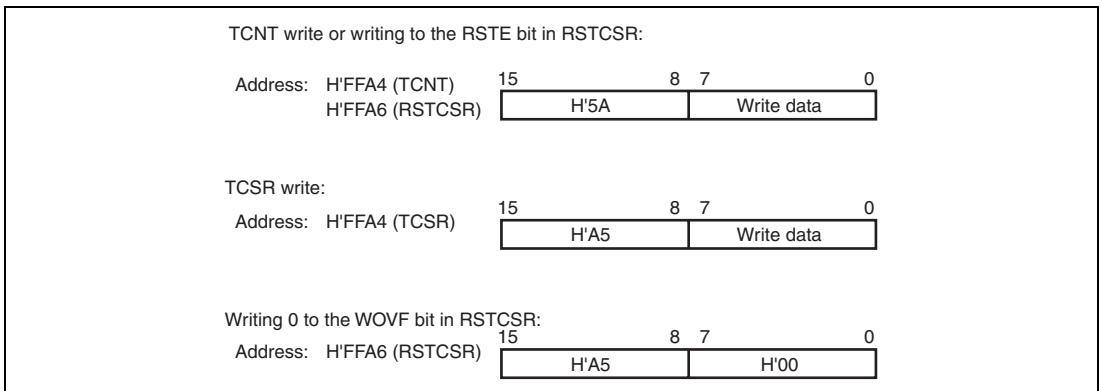 TCNT write or writing to the RSTE bit in RSTCSR:
15 8 7 0
Address: H'FFA4 (TCNT)
H'FFA6 (RSTCSR) H'5A Write data
TCSR write:
15 8 7 0
Address: H'FFA4 (TCSR) H'A5 Write data
Writing 0 to the WOVF bit in RSTCSR:
15 8 7 0
Address: H'FFA6 (RSTCSR) H'A5 H'00